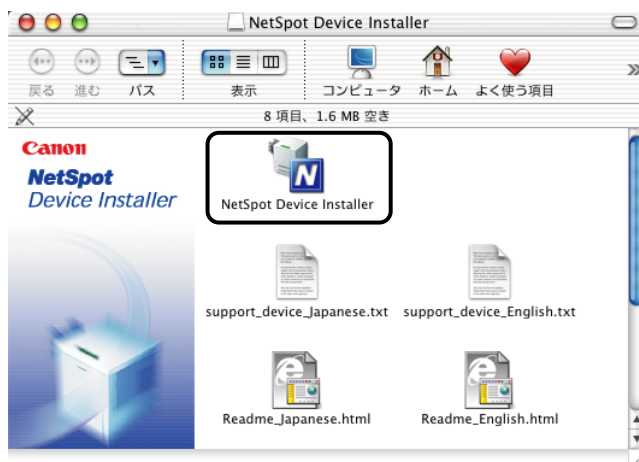 NetSpot Device Installer
戻る 進む パス 表示 コンピュータ ホーム よく使う項目
8 項目、1.6 MB 空き
Canon
NetSpot
Device Installer
N
NetSpot Device Installer
support_device_Japanese.txt support_device_English.txt
Readme_Japanese.html Readme_English.html